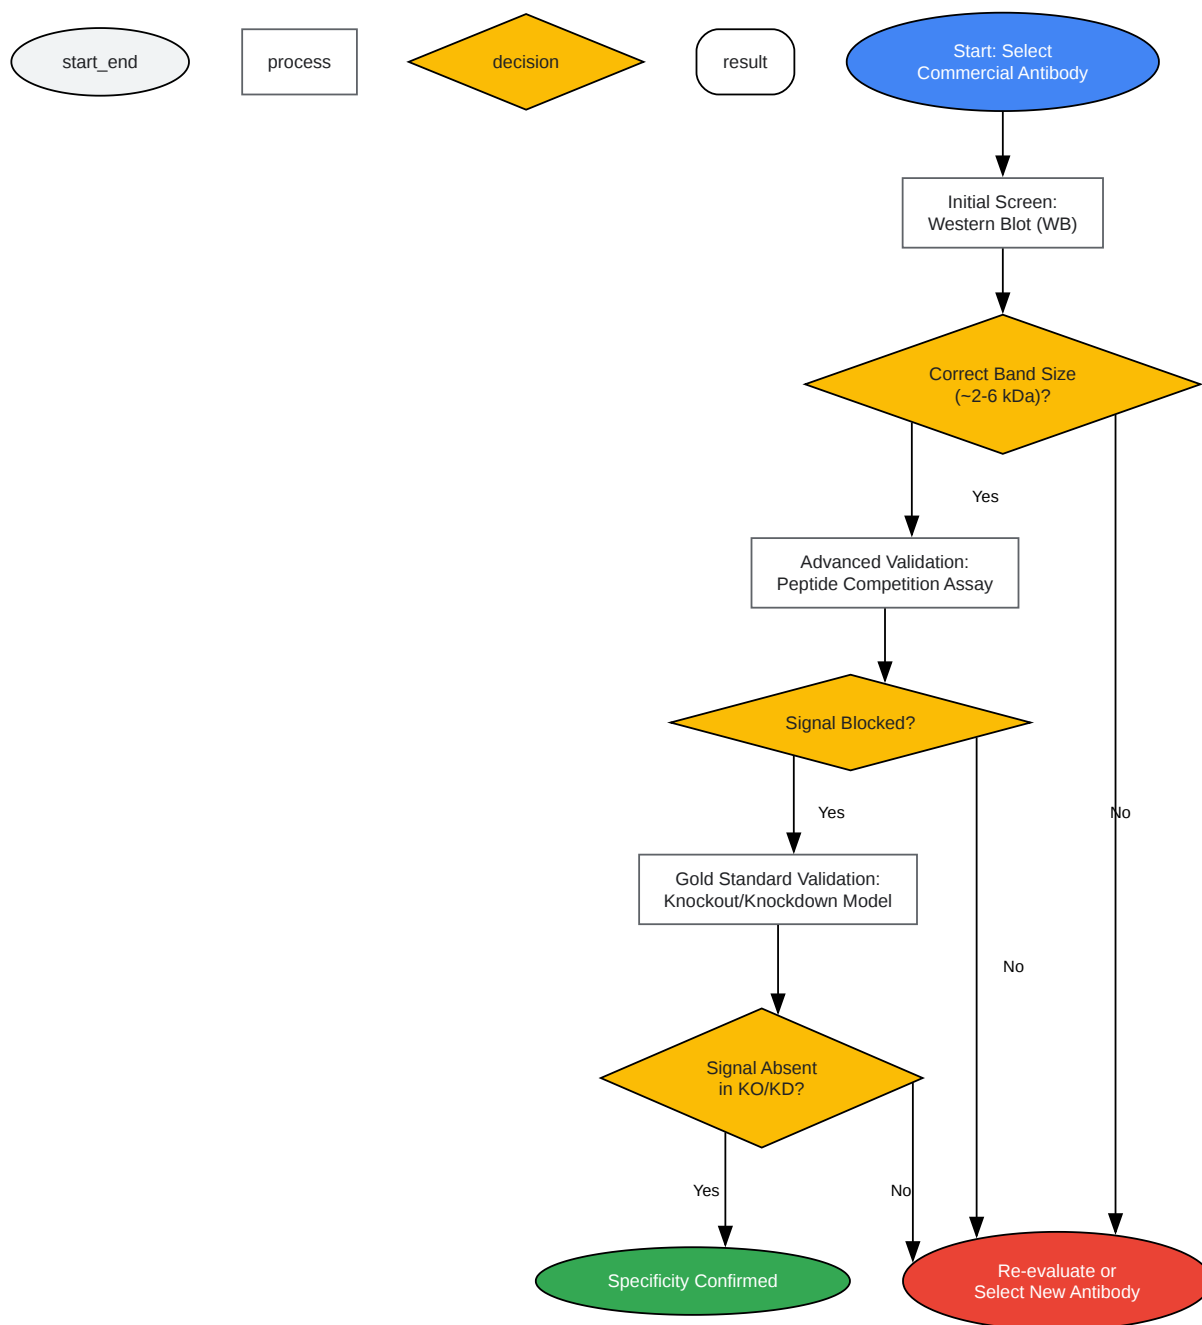 start_end
process
decision
result
Start: Select
Commercial Antibody
Initial Screen:
Western Blot (WB)
Correct Band Size
(~2-6 kDa)?
Yes
Advanced Validation:
Peptide Competition Assay
Signal Blocked?
Yes
No
Gold Standard Validation:
Knockout/Knockdown Model
No
Signal Absent
in KO/KD?
Yes
No
Specificity Confirmed
Re-evaluate or
Select New Antibody